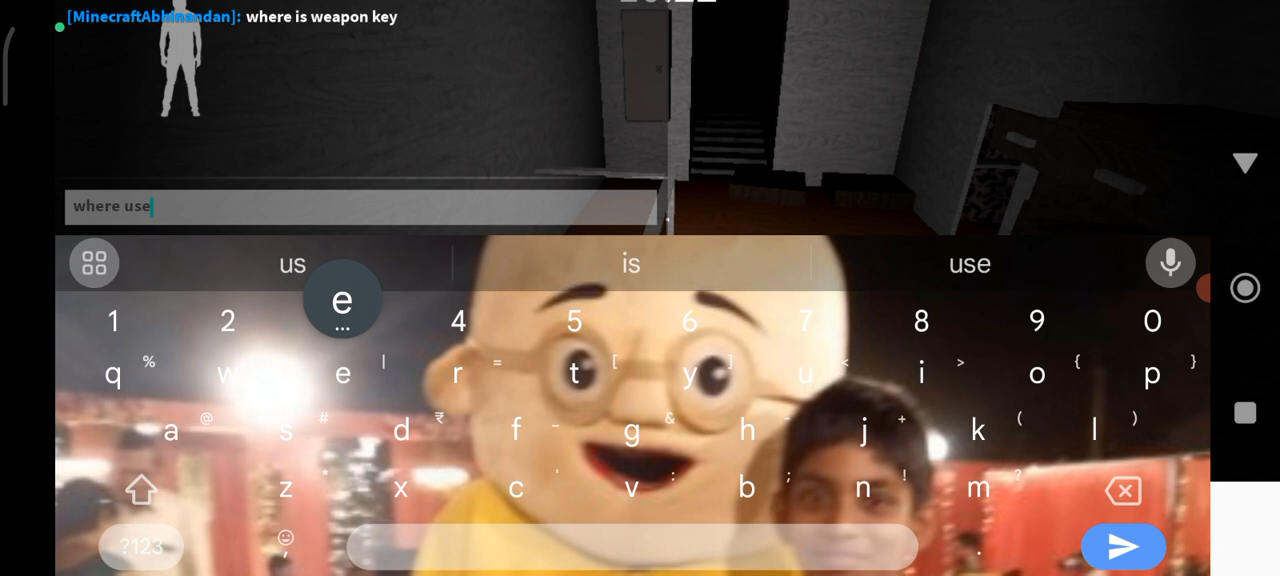 [MinecraftAbhinandan]: where is weapon key
where use
us is use
e
1 2 4 5 6 7 8 9 0
% | = [ ] < > { }
q w e r t y u i o p
@ # ₹ _ & - + ( )
a s d f g h j k l
* " ' : ; ! ?
z x c v b n m
?123 , .